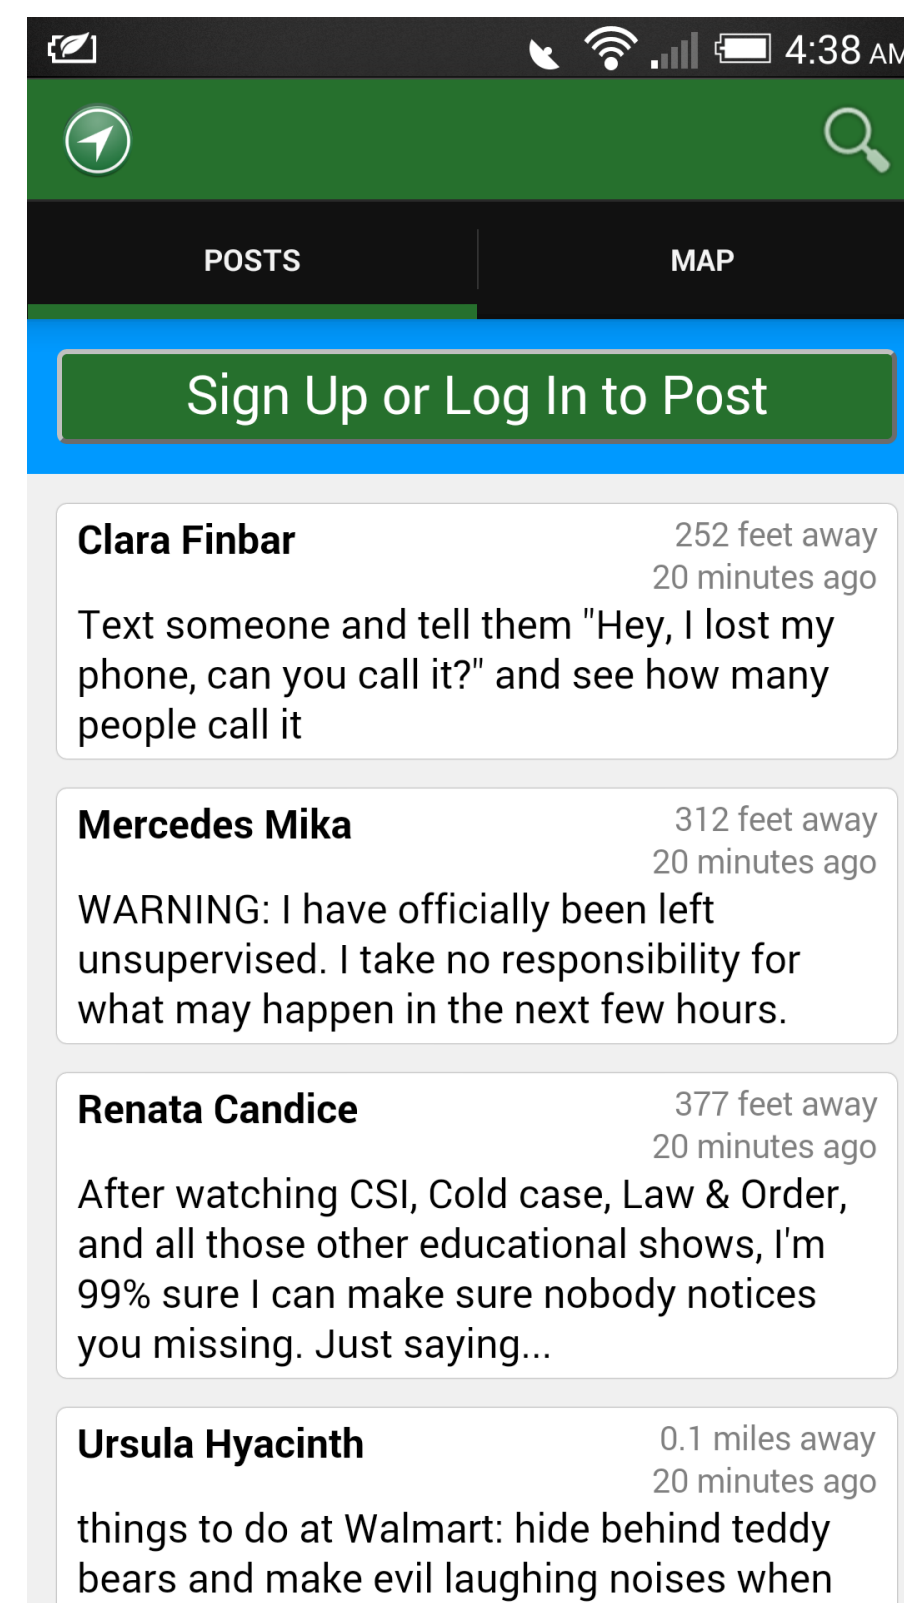 4:38 AM
POSTS
MAP
Sign Up or Log In to Post
Clara Finbar
252 feet away
20 minutes ago
Text someone and tell them "Hey, I lost my
phone, can you call it?" and see how many
people call it
Mercedes Mika
312 feet away
20 minutes ago
WARNING: I have officially been left
unsupervised. I take no responsibility for
what may happen in the next few hours.
Renata Candice
377 feet away
20 minutes ago
After watching CSI, Cold case, Law & Order,
and all those other educational shows, I'm
99% sure I can make sure nobody notices
you missing. Just saying...
Ursula Hyacinth
0.1 miles away
20 minutes ago
things to do at Walmart: hide behind teddy
bears and make evil laughing noises when